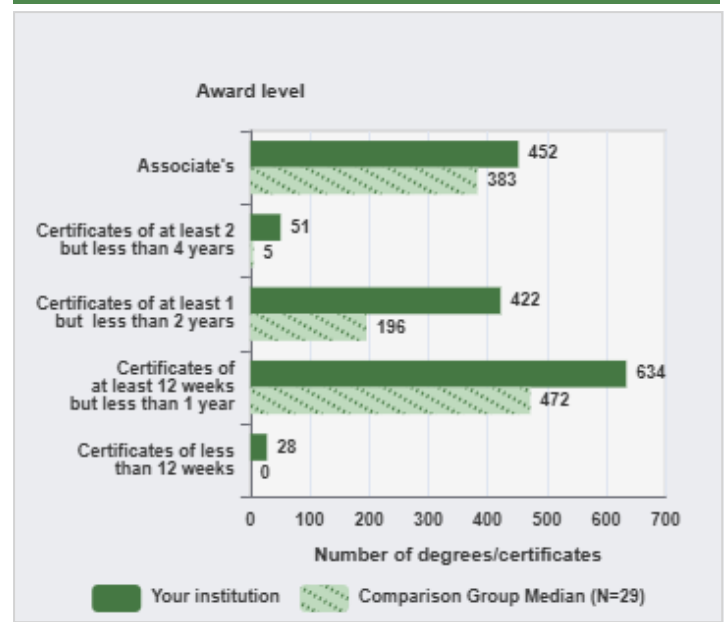 Award level
Associate's
452
383
Certificates of at least 2
but less than 4 years
51
5
Certificates of at least 1
but less than 2 years
422
196
Certificates of
at least 12 weeks
but less than 1 year
634
472
Certificates of less
than 12 weeks
28
0
0 100 200 300 400 500 600 700
Number of degrees/certificates
Your institution Comparison Group Median (N=29)